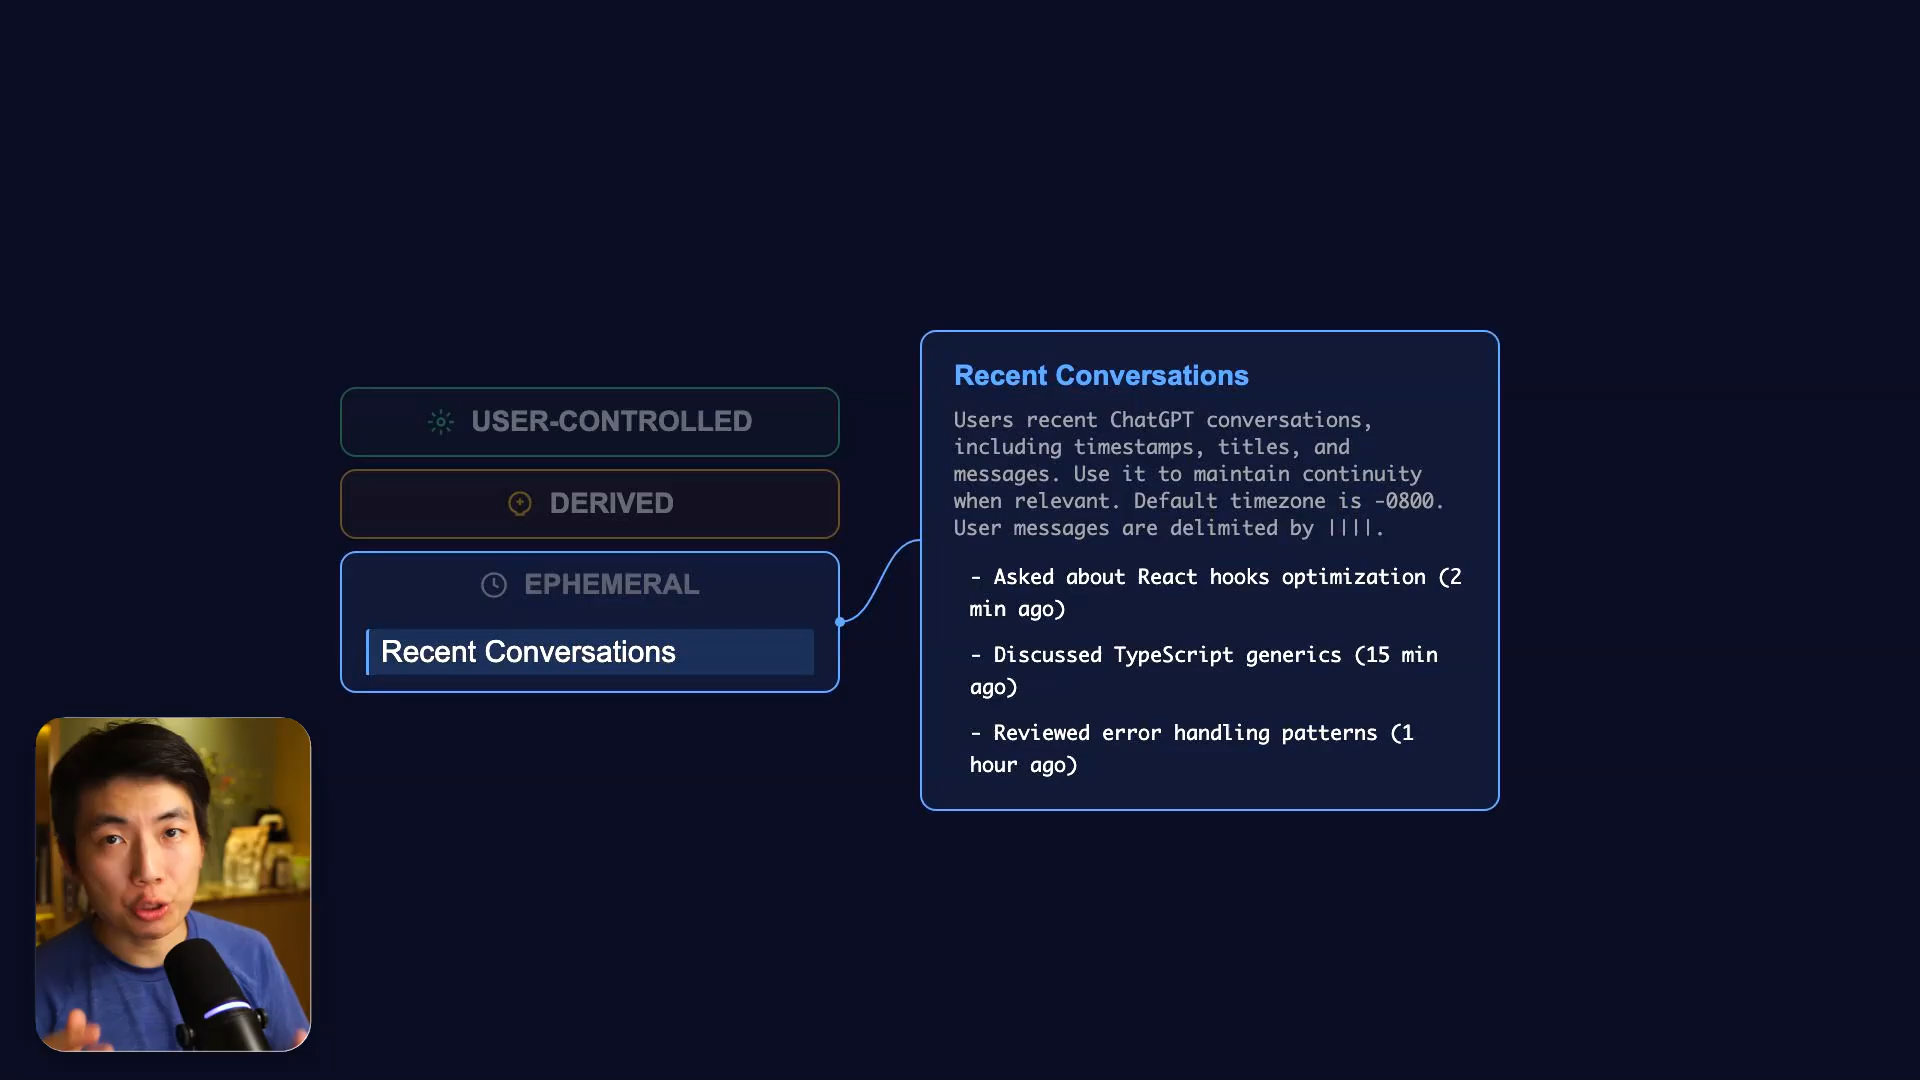 USER-CONTROLLED
DERIVED
EPHEMERAL
Recent Conversations
Recent Conversations
Users recent ChatGPT conversations,
including timestamps, titles, and
messages. Use it to maintain continuity
when relevant. Default timezone is -0800.
User messages are delimited by ||||.
- Asked about React hooks optimization (2
min ago)
- Discussed TypeScript generics (15 min
ago)
- Reviewed error handling patterns (1
hour ago)